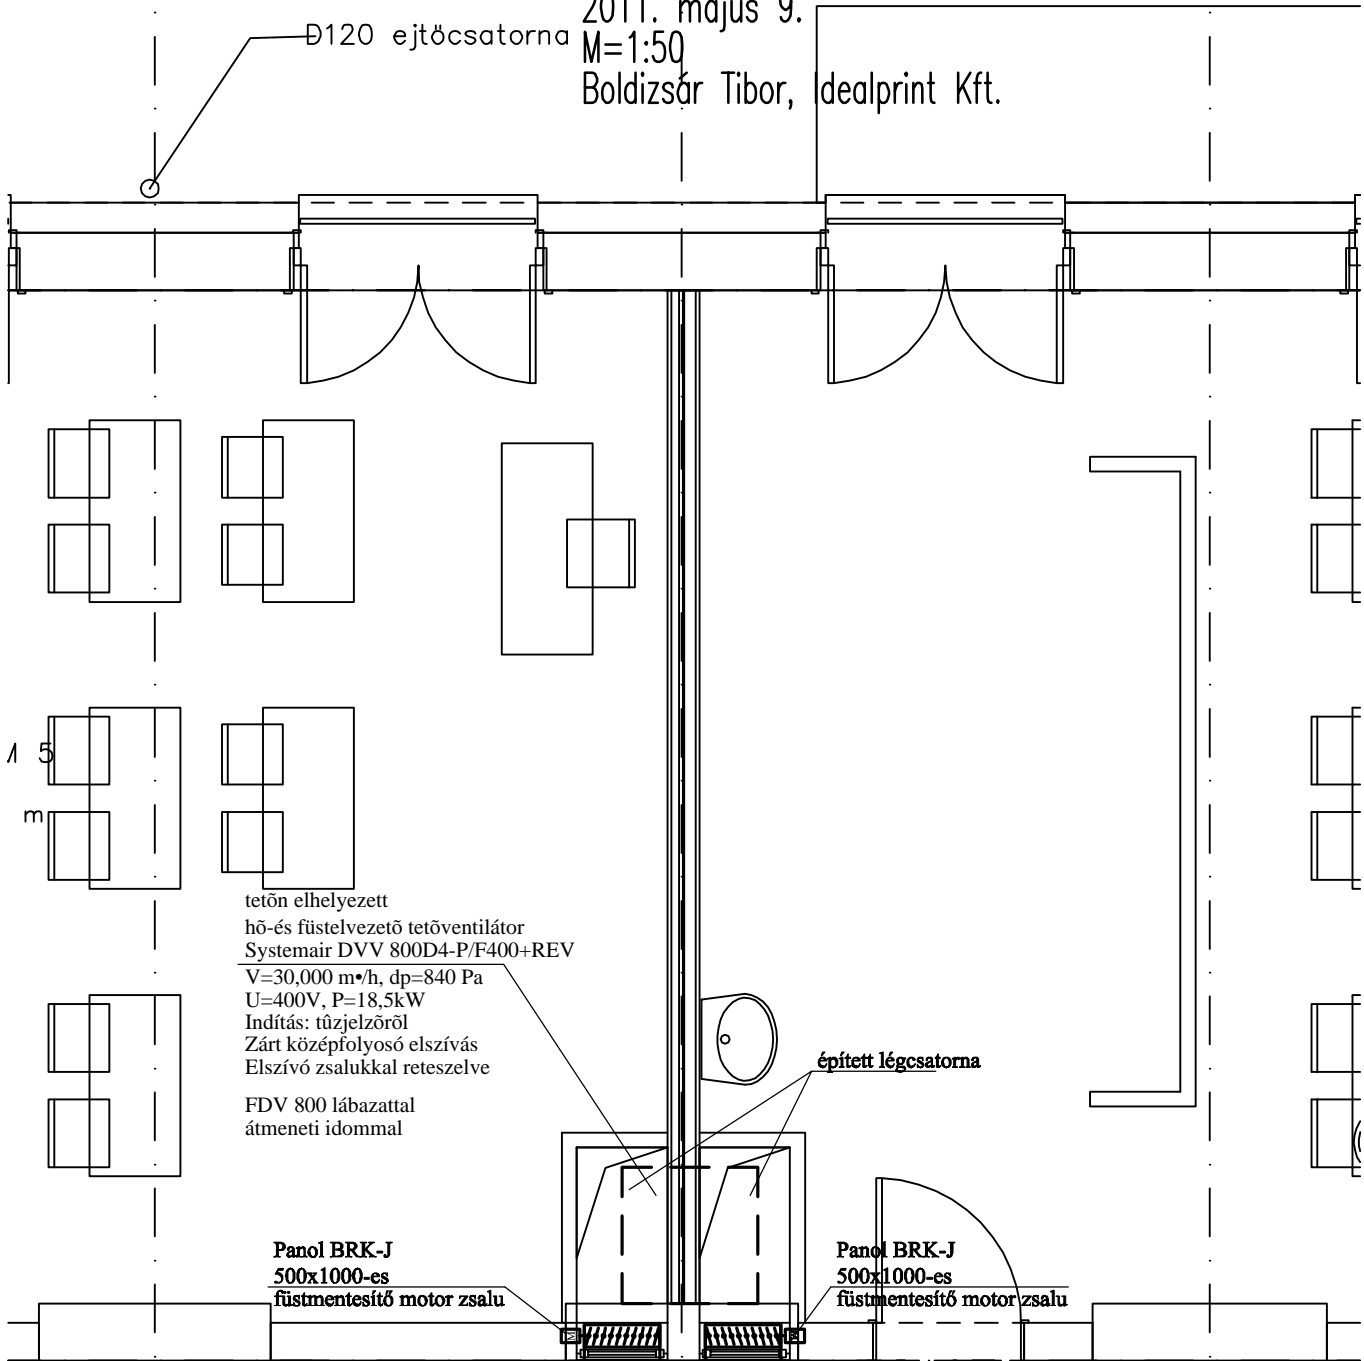 2011. május 9.
Ð120 ejtöcsatorna
M=1:50
Boldizsár Tibor, Idealprint Kft.
5
m
tetõn elhelyezett
hõ-és füstelvezetõ tetõventilátor
Systemair DVV 800D4-P/F400+REV
V=30,000 m•/h, dp=840 Pa
U=400V, P=18,5kW
Indítás: tûzjelzõrõl
Zárt középfolyosó elszívás
Elszívó zsalukkal reteszelve
FDV 800 lábazattal
átmeneti idommal
épített légcsatorna
Panol BRK-J
500x1000-es
füstmentesítő motor zsalu
Panol BRK-J
500x1000-es
füstmentesítő motor zsalu
M
M